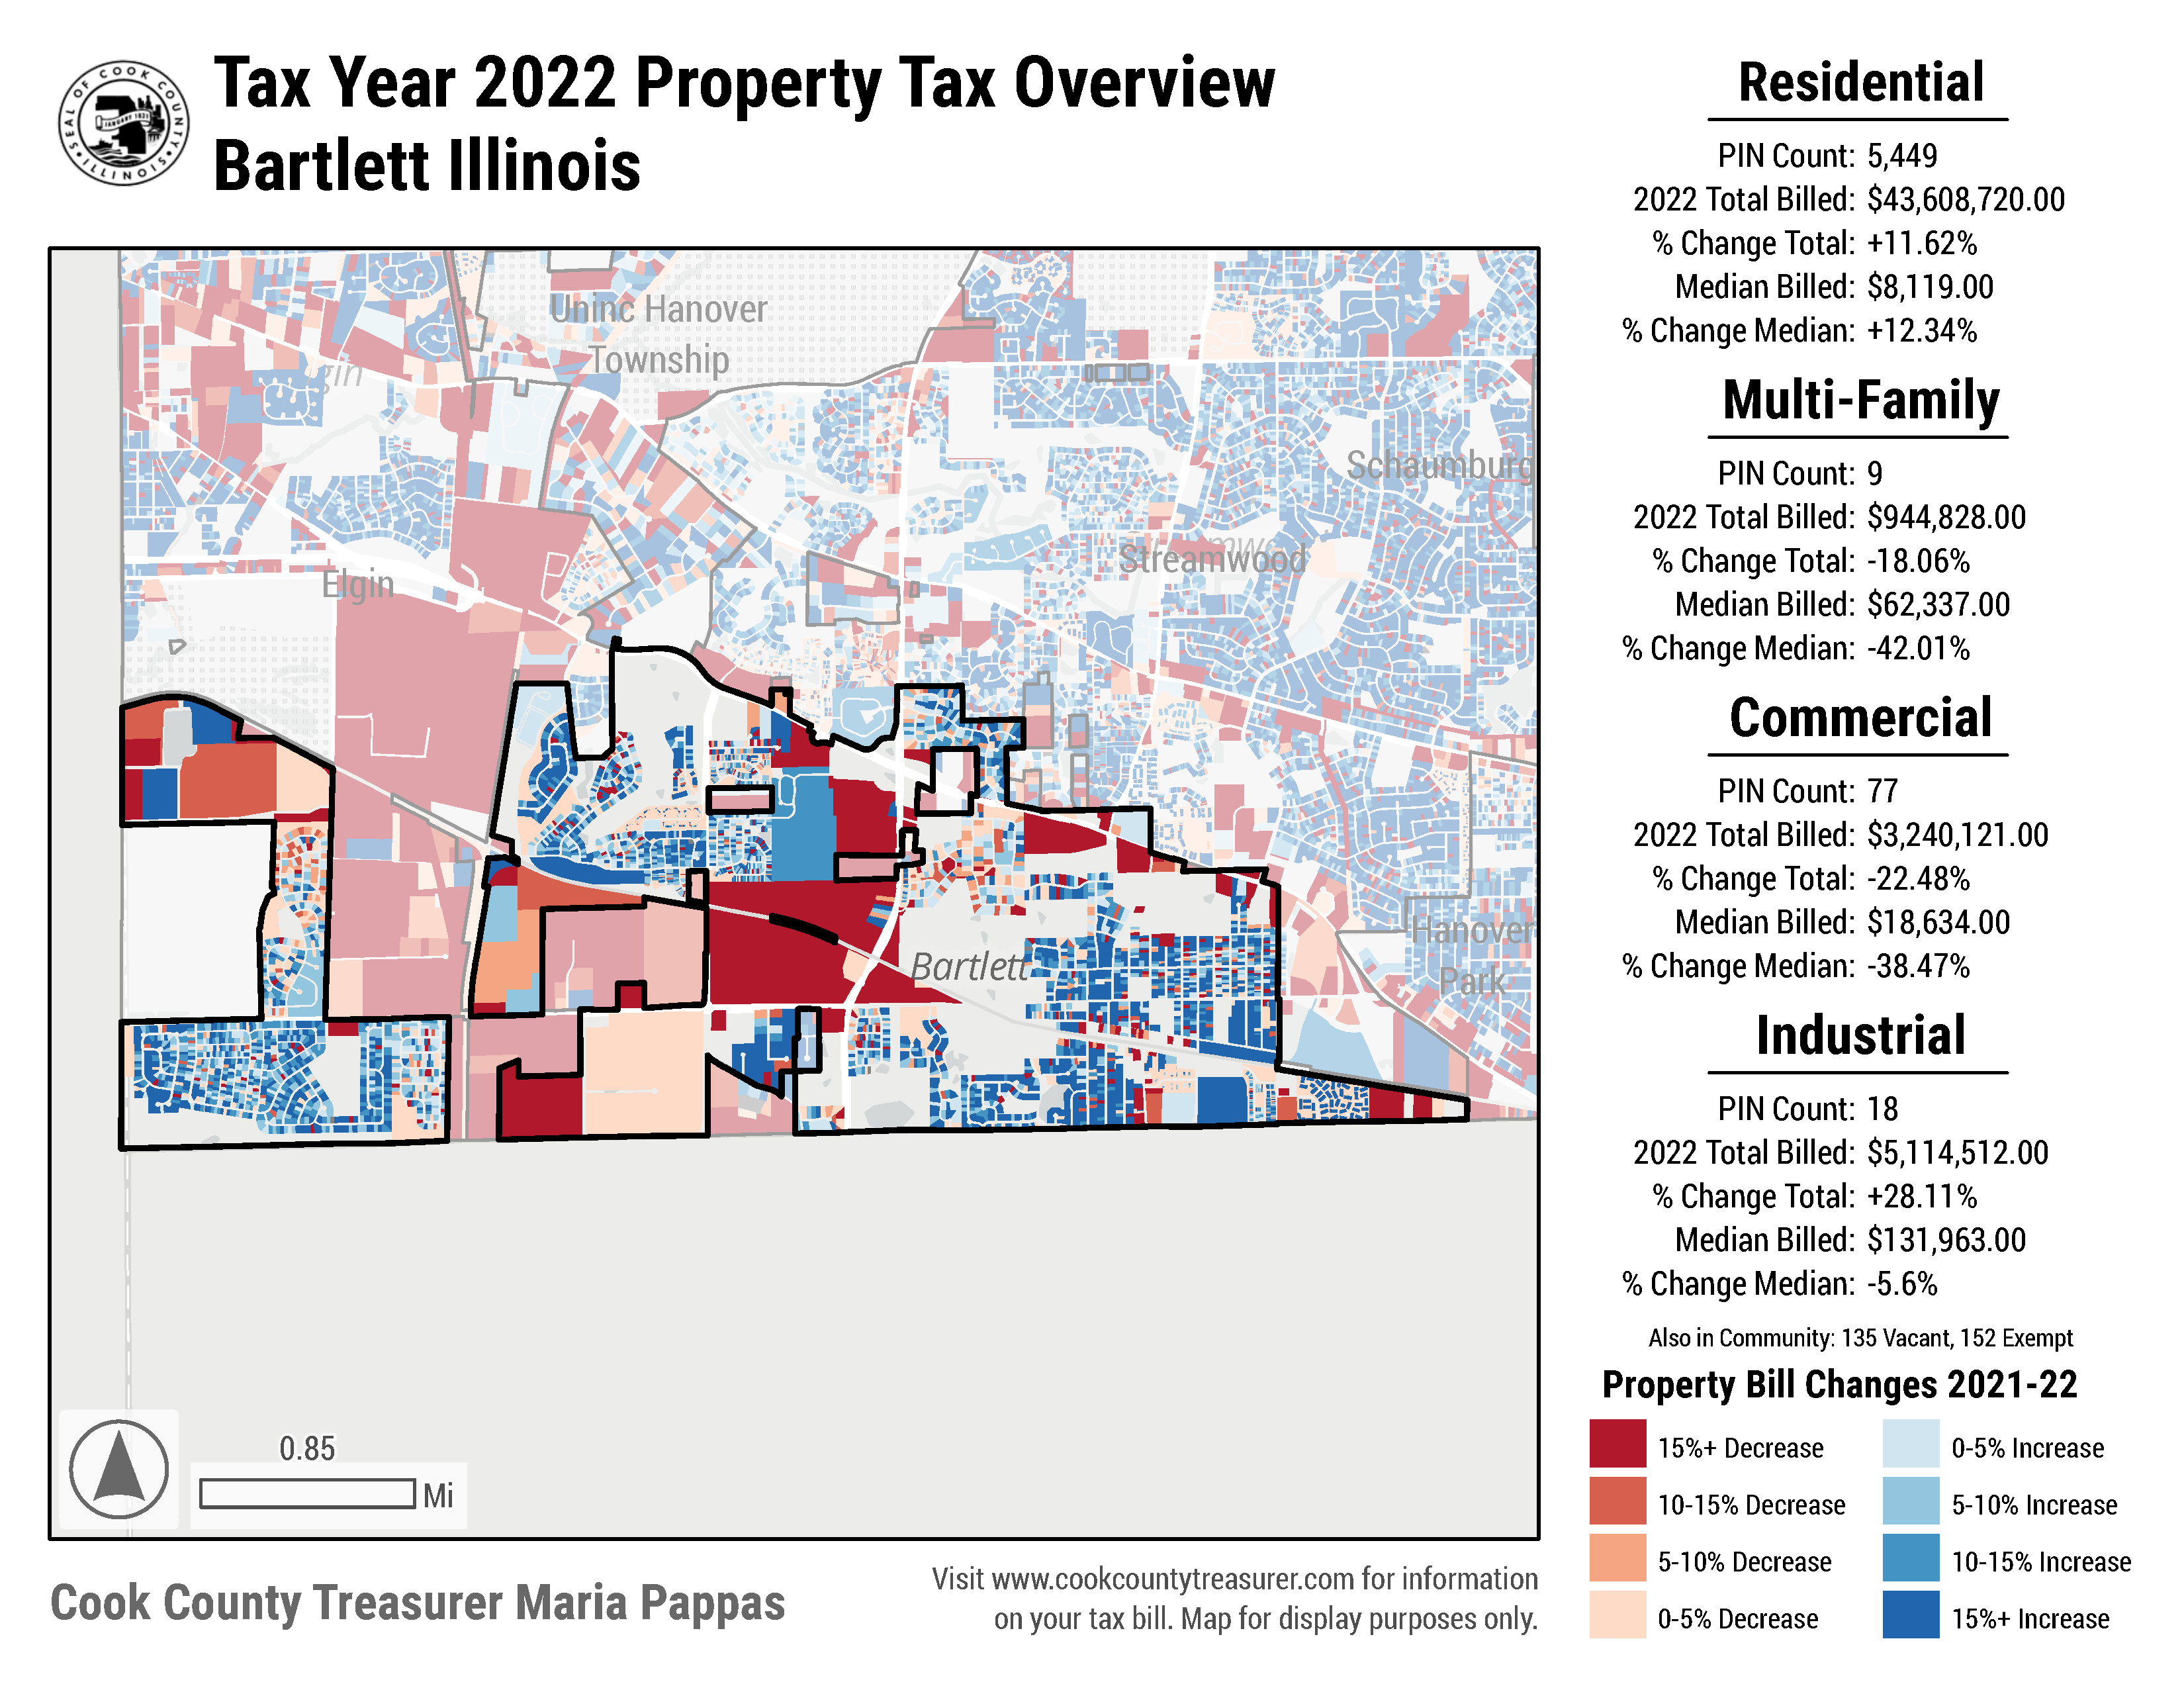 SEAL OF COOK COUNTY
ILLINOIS
JANUARY 1831
Tax Year 2022 Property Tax Overview
Bartlett Illinois
Uninc Hanover
Township
gin
Schaumburg
Streamwood
Elgin
Hanover
Park
Bartlett
0.85
Mi
Cook County Treasurer Maria Pappas
Visit www.cookcountytreasurer.com for information
on your tax bill. Map for display purposes only.
Residential
PIN Count: 5,449
2022 Total Billed: $43,608,720.00
% Change Total: +11.62%
Median Billed: $8,119.00
% Change Median: +12.34%
Multi-Family
PIN Count: 9
2022 Total Billed: $944,828.00
% Change Total: -18.06%
Median Billed: $62,337.00
% Change Median: -42.01%
Commercial
PIN Count: 77
2022 Total Billed: $3,240,121.00
% Change Total: -22.48%
Median Billed: $18,634.00
% Change Median: -38.47%
Industrial
PIN Count: 18
2022 Total Billed: $5,114,512.00
% Change Total: +28.11%
Median Billed: $131,963.00
% Change Median: -5.6%
Also in Community: 135 Vacant, 152 Exempt
Property Bill Changes 2021-22
15%+ Decrease
10-15% Decrease
5-10% Decrease
0-5% Decrease
0-5% Increase
5-10% Increase
10-15% Increase
15%+ Increase